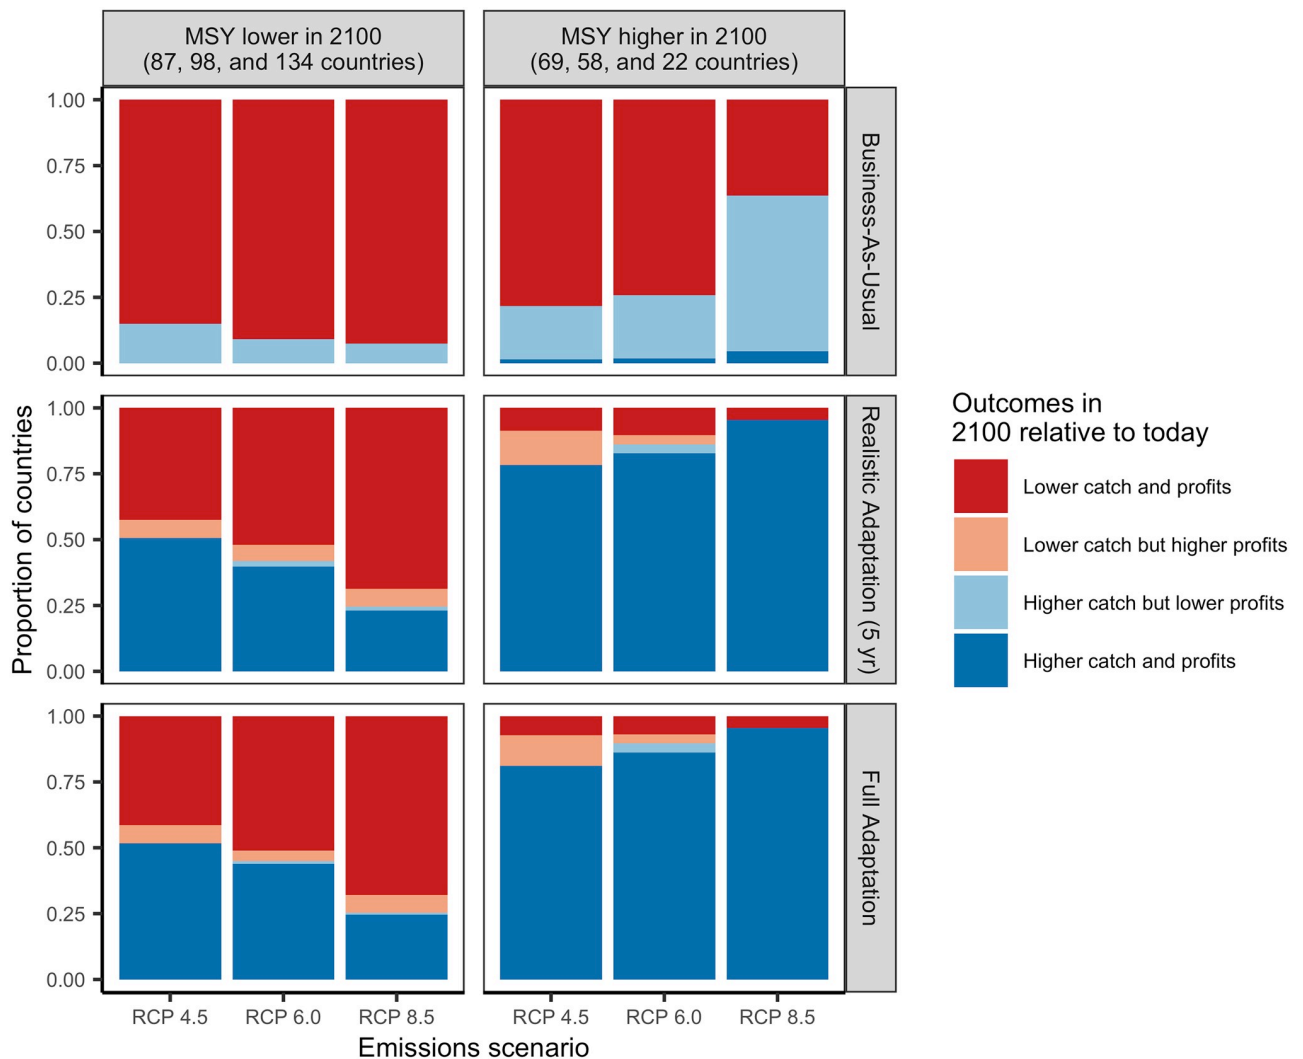 MSY lower in 2100
(87, 98, and 134 countries)
MSY higher in 2100
(69, 58, and 22 countries)
1.00
0.75
0.50
0.25
0.00
Business-As-Usual
1.00
0.75
0.50
0.25
0.00
Realistic Adaptation (5 yr)
1.00
0.75
0.50
0.25
0.00
Full Adaptation
Proportion of countries
RCP 4.5
RCP 6.0
RCP 8.5
RCP 4.5
RCP 6.0
RCP 8.5
Emissions scenario
Outcomes in
2100 relative to today
Lower catch and profits
Lower catch but higher profits
Higher catch but lower profits
Higher catch and profits